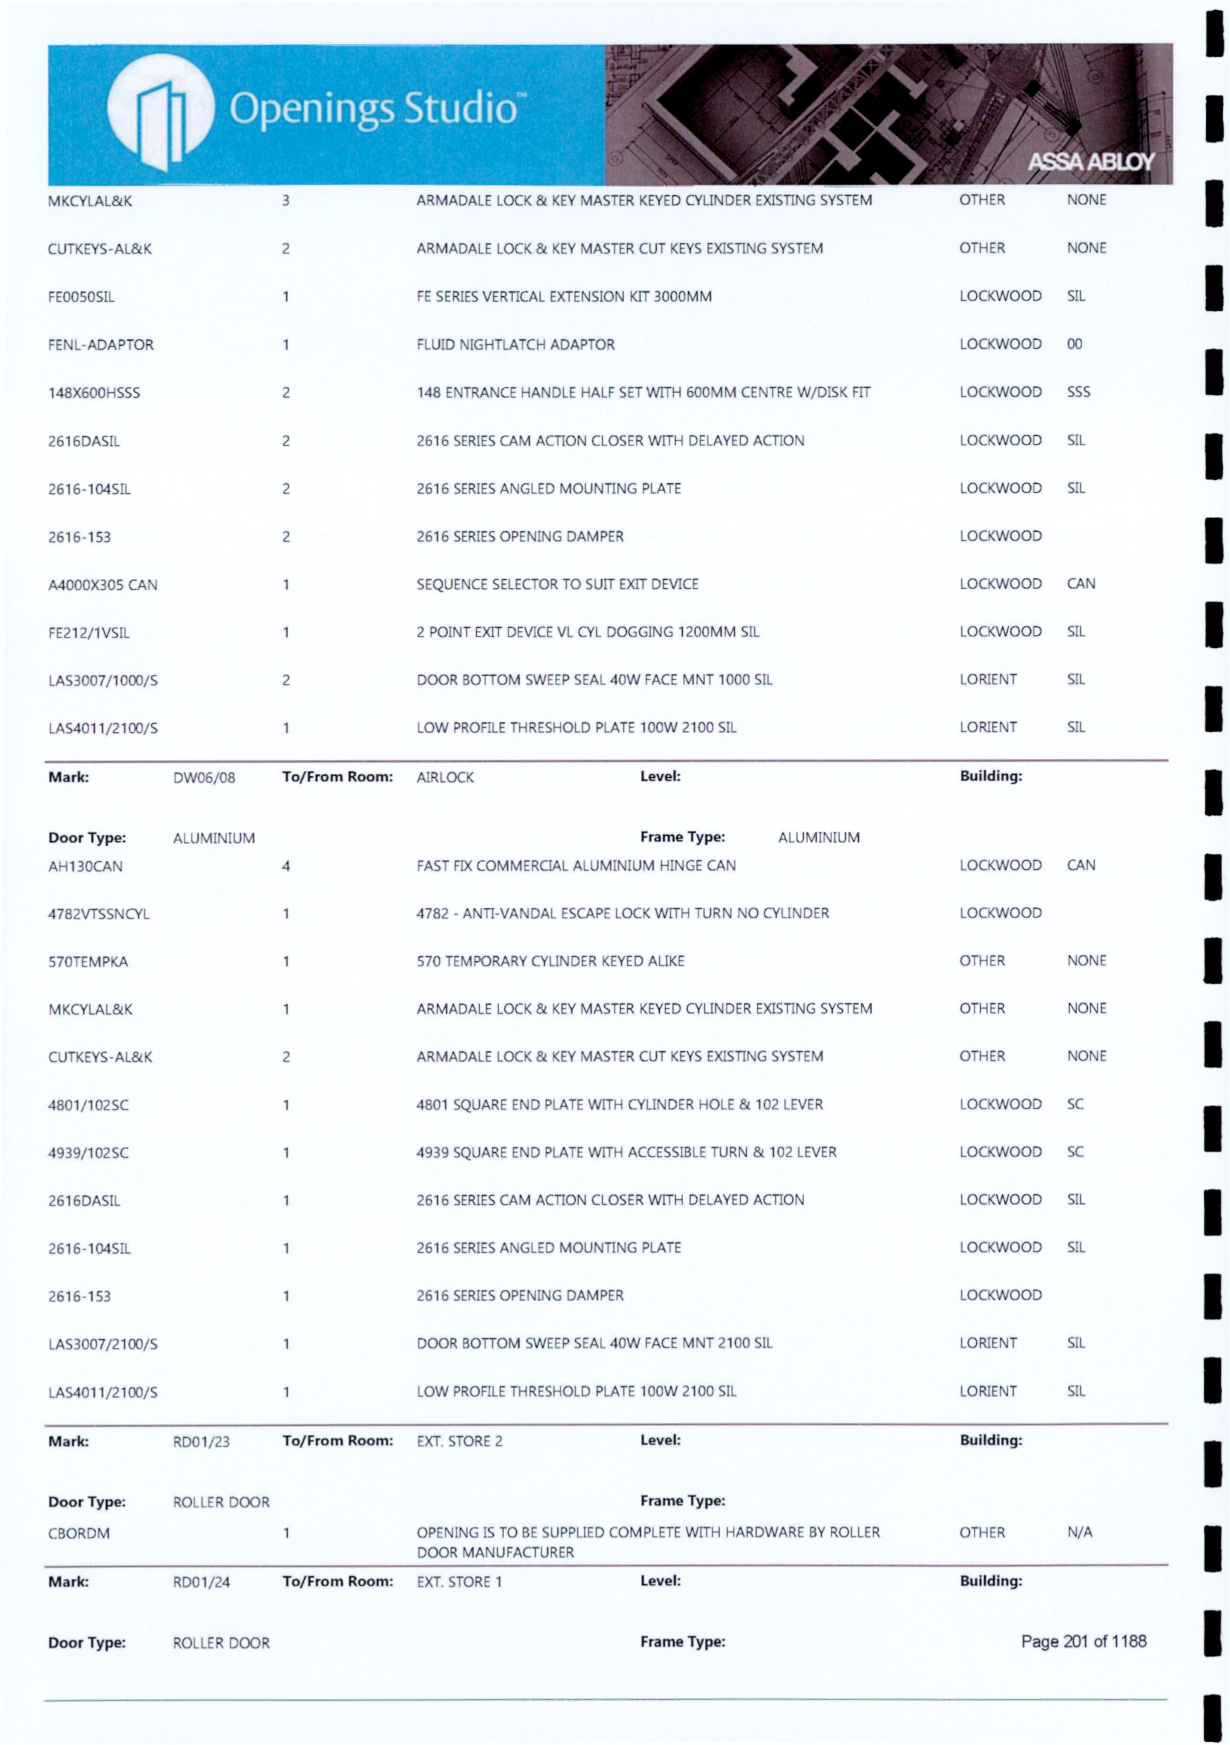 Openings Studio™
ASSA ABLOY
MKCYLAL&K 3 ARMADALE LOCK & KEY MASTER KEYED CYLINDER EXISTING SYSTEM OTHER NONE
CUTKEYS-AL&K 2 ARMADALE LOCK & KEY MASTER CUT KEYS EXISTING SYSTEM OTHER NONE
FE0050SIL 1 FE SERIES VERTICAL EXTENSION KIT 3000MM LOCKWOOD SIL
FENL-ADAPTOR 1 FLUID NIGHTLATCH ADAPTOR LOCKWOOD 00
148X600HSSS 2 148 ENTRANCE HANDLE HALF SET WITH 600MM CENTRE W/DISK FIT LOCKWOOD SSS
2616DASIL 2 2616 SERIES CAM ACTION CLOSER WITH DELAYED ACTION LOCKWOOD SIL
2616-104SIL 2 2616 SERIES ANGLED MOUNTING PLATE LOCKWOOD SIL
2616-153 2 2616 SERIES OPENING DAMPER LOCKWOOD
A4000X305 CAN 1 SEQUENCE SELECTOR TO SUIT EXIT DEVICE LOCKWOOD CAN
FE212/1VSIL 1 2 POINT EXIT DEVICE VL CYL DOGGING 1200MM SIL LOCKWOOD SIL
LAS3007/1000/S 2 DOOR BOTTOM SWEEP SEAL 40W FACE MNT 1000 SIL LORIENT SIL
LAS4011/2100/S 1 LOW PROFILE THRESHOLD PLATE 100W 2100 SIL LORIENT SIL
Mark: DW06/08 To/From Room: AIRLOCK Level: Building:
Door Type: ALUMINIUM Frame Type: ALUMINIUM
AH130CAN 4 FAST FIX COMMERCIAL ALUMINIUM HINGE CAN LOCKWOOD CAN
4782VTSSNCYL 1 4782 - ANTI-VANDAL ESCAPE LOCK WITH TURN NO CYLINDER LOCKWOOD
570TEMPKA 1 570 TEMPORARY CYLINDER KEYED ALIKE OTHER NONE
MKCYLAL&K 1 ARMADALE LOCK & KEY MASTER KEYED CYLINDER EXISTING SYSTEM OTHER NONE
CUTKEYS-AL&K 2 ARMADALE LOCK & KEY MASTER CUT KEYS EXISTING SYSTEM OTHER NONE
4801/102SC 1 4801 SQUARE END PLATE WITH CYLINDER HOLE & 102 LEVER LOCKWOOD SC
4939/102SC 1 4939 SQUARE END PLATE WITH ACCESSIBLE TURN & 102 LEVER LOCKWOOD SC
2616DASIL 1 2616 SERIES CAM ACTION CLOSER WITH DELAYED ACTION LOCKWOOD SIL
2616-104SIL 1 2616 SERIES ANGLED MOUNTING PLATE LOCKWOOD SIL
2616-153 1 2616 SERIES OPENING DAMPER LOCKWOOD
LAS3007/2100/S 1 DOOR BOTTOM SWEEP SEAL 40W FACE MNT 2100 SIL LORIENT SIL
LAS4011/2100/S 1 LOW PROFILE THRESHOLD PLATE 100W 2100 SIL LORIENT SIL
Mark: RD01/23 To/From Room: EXT. STORE 2 Level: Building:
Door Type: ROLLER DOOR Frame Type:
CBORDM 1 OPENING IS TO BE SUPPLIED COMPLETE WITH HARDWARE BY ROLLER OTHER N/A
DOOR MANUFACTURER
Mark: RD01/24 To/From Room: EXT. STORE 1 Level: Building:
Door Type: ROLLER DOOR Frame Type: Page 201 of 1188